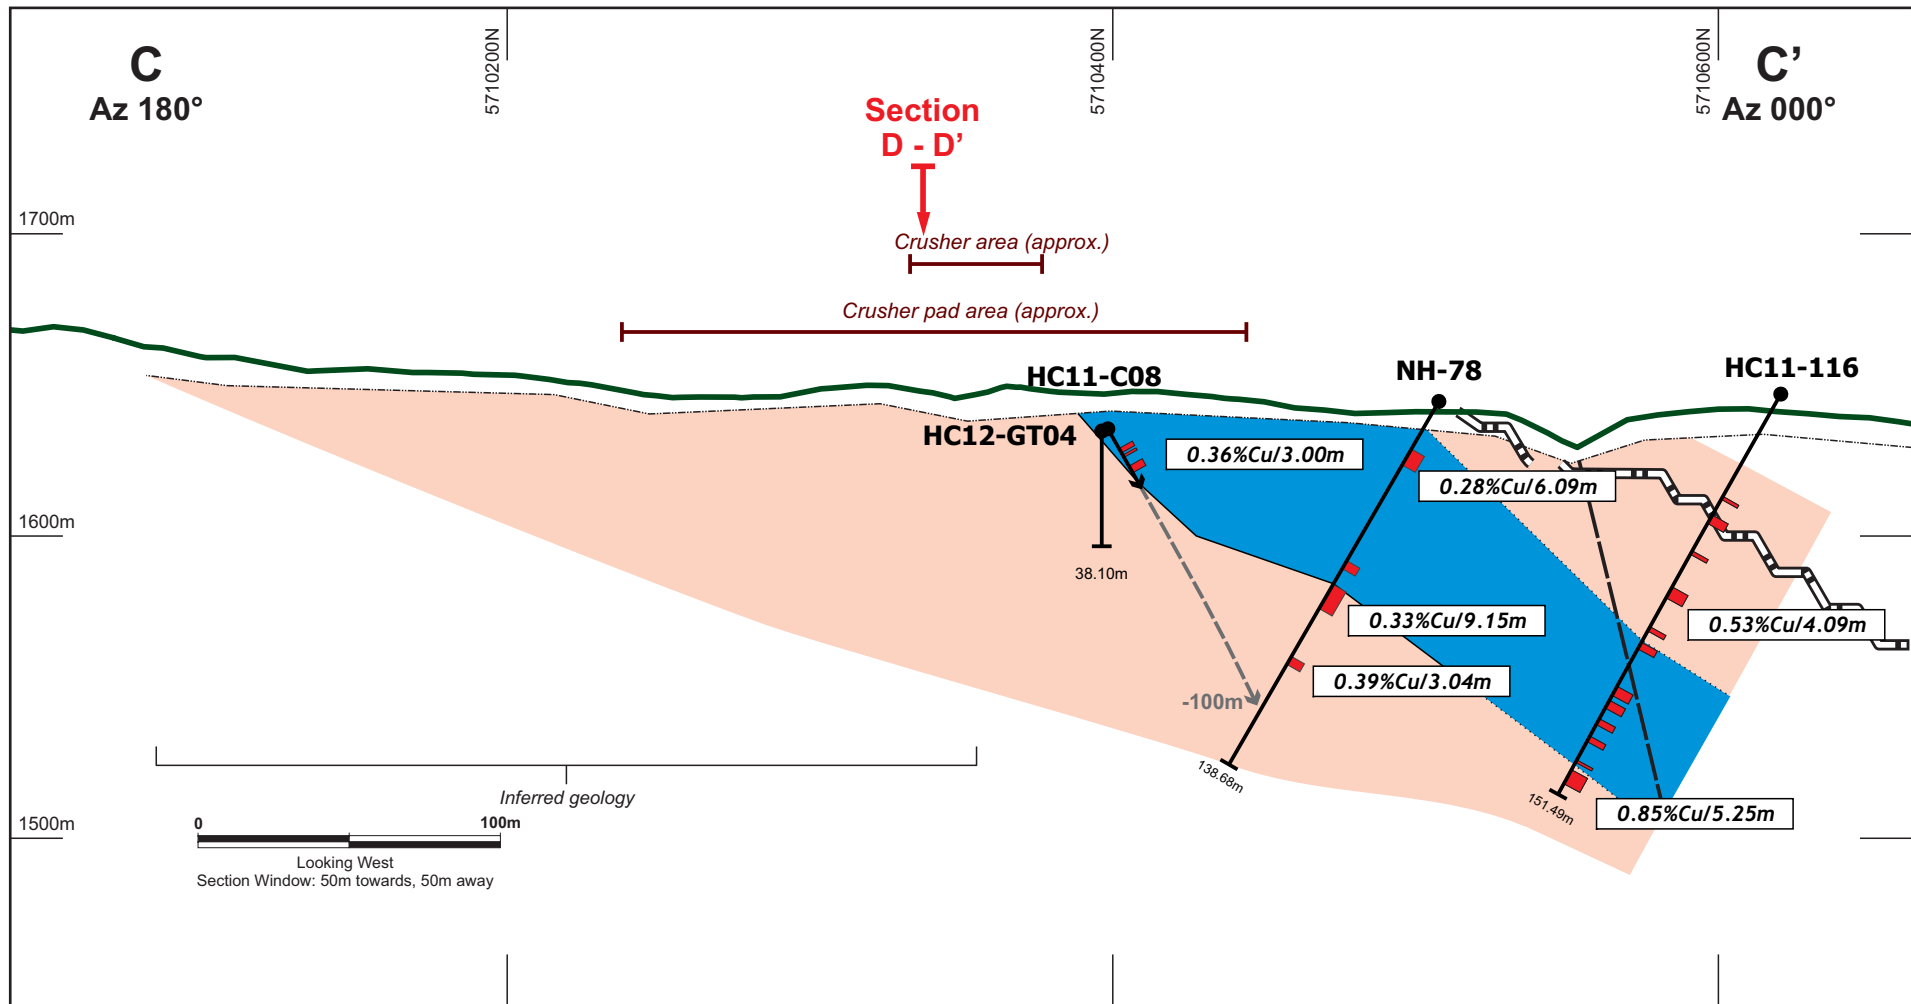 C
Az 180°
5710200N
5710400N
5710600N
C'
Az 000°
Section
D - D'
1700m
Crusher area (approx.)
Crusher pad area (approx.)
HC11-C08
NH-78
HC11-116
HC12-GT04
0.36%Cu/3.00m
0.28%Cu/6.09m
1600m
38.10m
0.33%Cu/9.15m
0.53%Cu/4.09m
0.39%Cu/3.04m
-100m
138.68m
151.49m
Inferred geology
0.85%Cu/5.25m
1500m
0
100m
Looking West
Section Window: 50m towards, 50m away